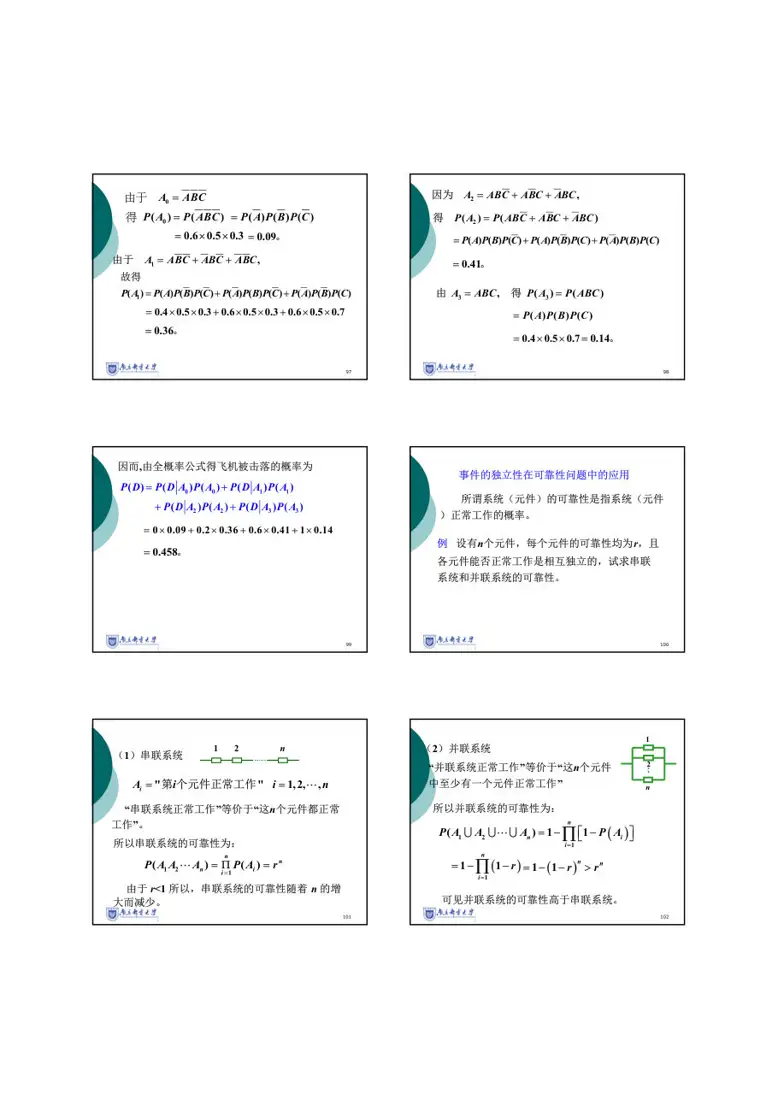 由于 A₀ = A̅B̅C̅
得 P(A₀) = P(A̅B̅C̅) = P(A̅)P(B̅)P(C̅)
= 0.6×0.5×0.3 = 0.09。
由于 A₁ = AB̅C̅ + A̅BC̅ + A̅B̅C,
故得
P(A₁) = P(A)P(B̅)P(C̅) + P(A̅)P(B)P(C̅) + P(A̅)P(B̅)P(C)
= 0.4×0.5×0.3 + 0.6×0.5×0.3 + 0.6×0.5×0.7
= 0.36。
97
因为 A₂ = ABC̅ + AB̅C + A̅BC,
得 P(A₂) = P(ABC̅ + AB̅C + A̅BC)
= P(A)P(B)P(C̅) + P(A)P(B̅)P(C) + P(A̅)P(B)P(C)
= 0.41。
由 A₃ = ABC, 得 P(A₃) = P(ABC)
= P(A)P(B)P(C)
= 0.4×0.5×0.7 = 0.14。
98
因而,由全概率公式得飞机被击落的概率为
P(D) = P(D|A₀)P(A₀) + P(D|A₁)P(A₁)
+ P(D|A₂)P(A₂) + P(D|A₃)P(A₃)
= 0×0.09 + 0.2×0.36 + 0.6×0.41 + 1×0.14
= 0.458。
99
事件的独立性在可靠性问题中的应用
所谓系统（元件）的可靠性是指系统（元件
）正常工作的概率。
例 设有n个元件，每个元件的可靠性均为r，且
各元件能否正常工作是相互独立的，试求串联
系统和并联系统的可靠性。
100
（1）串联系统
1 2 n
Aᵢ = "第i个元件正常工作" i = 1,2,⋯,n
“串联系统正常工作”等价于“这n个元件都正常
工作”。
所以串联系统的可靠性为：
P(A₁A₂⋯Aₙ) = ∏ⁿᵢ₌₁ P(Aᵢ) = rⁿ
由于 r<1 所以，串联系统的可靠性随着 n 的增
大而减少。
101
（2）并联系统
1
2
n
“并联系统正常工作”等价于“这n个元件
中至少有一个元件正常工作”
所以并联系统的可靠性为：
P(A₁∪A₂∪⋯∪Aₙ) = 1−∏ⁿᵢ₌₁[1−P(Aᵢ)]
= 1−∏ⁿᵢ₌₁(1−r) = 1−(1−r)ⁿ > rⁿ
可见并联系统的可靠性高于串联系统。
102